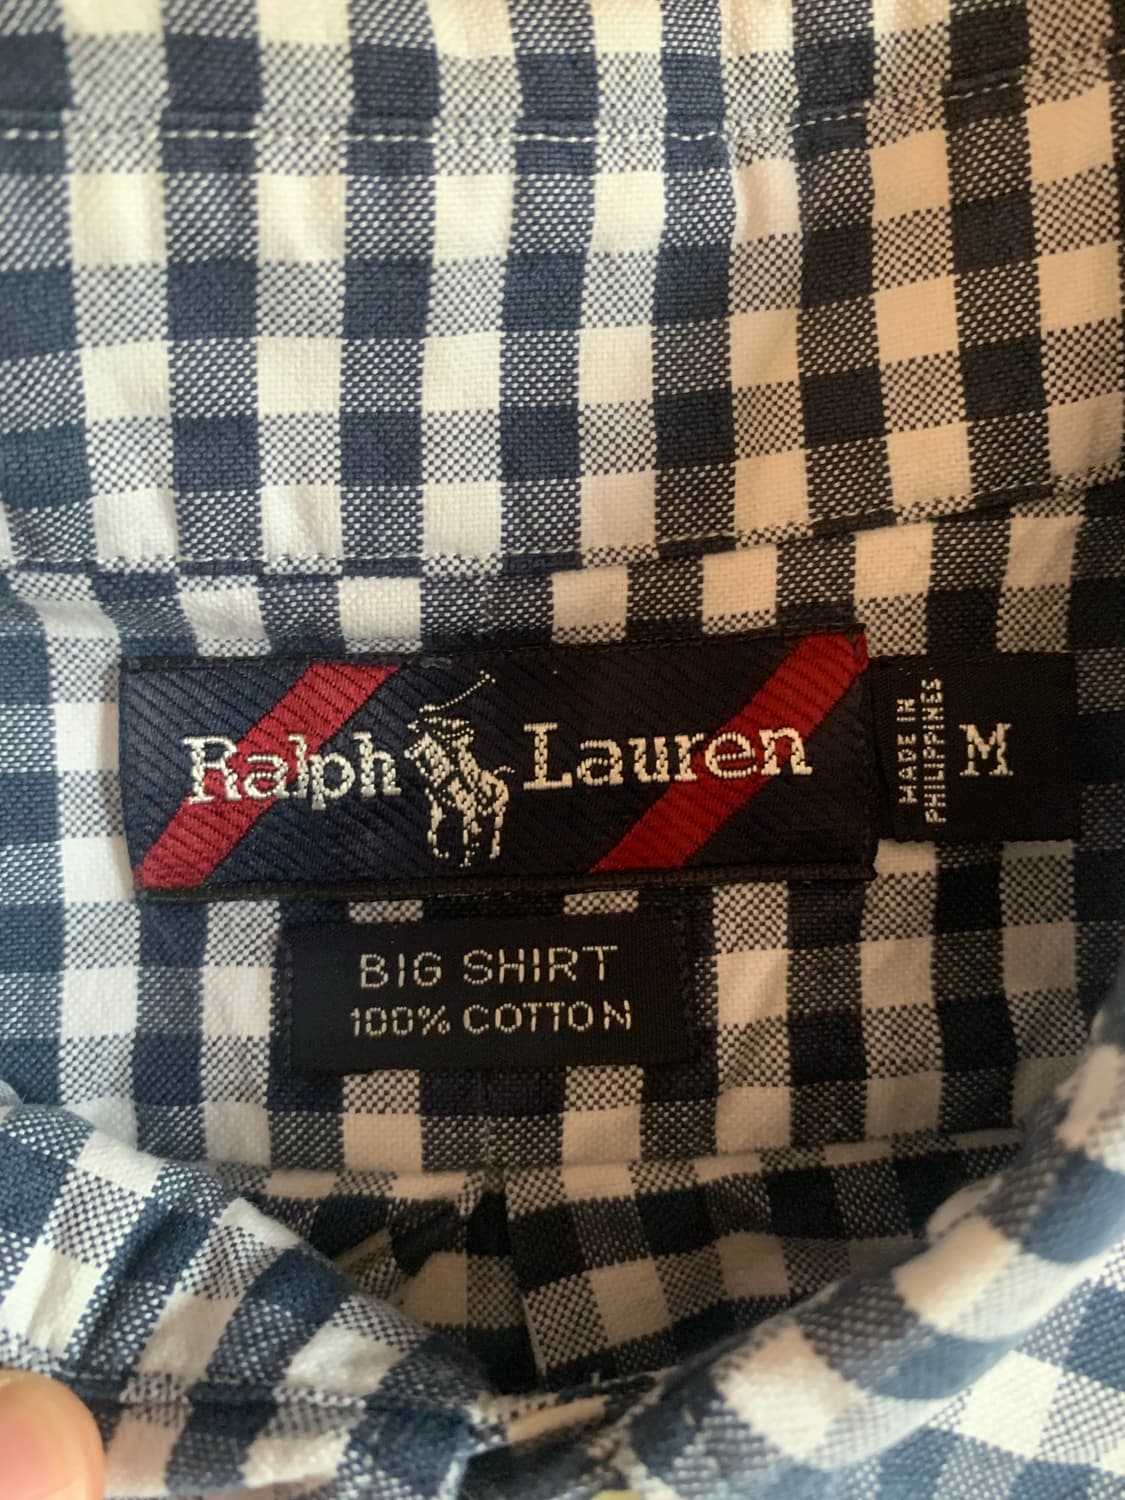 Ralph Lauren
MADE IN
PHILIPPINES
M
BIG SHIRT
100% COTTON